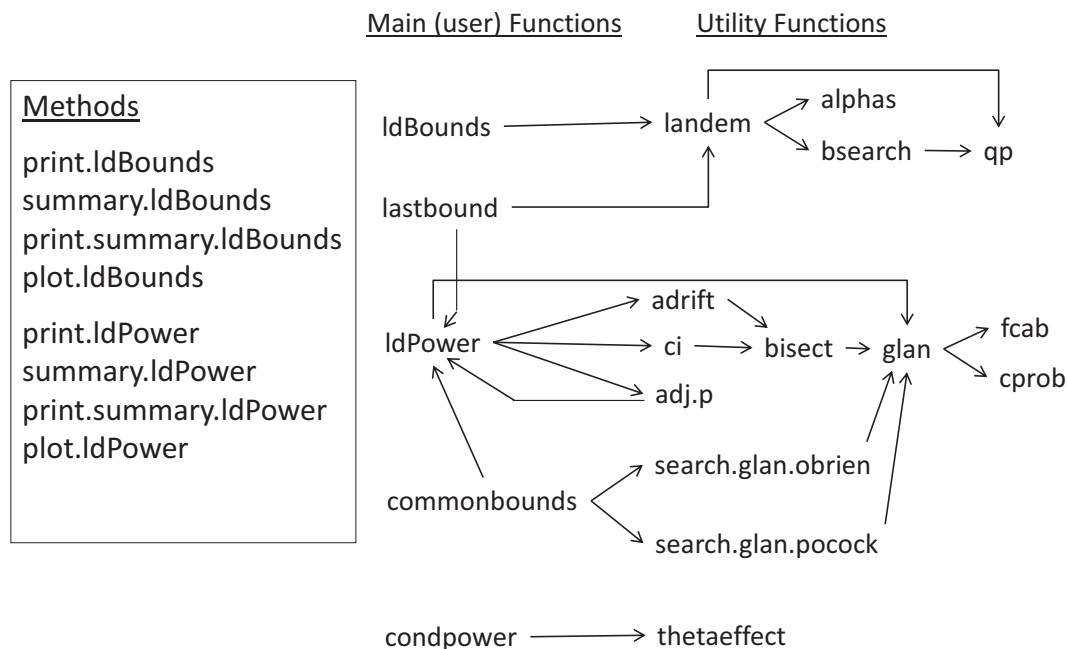 Main (user) Functions
Utility Functions
Methods
print.ldBounds
summary.ldBounds
print.summary.ldBounds
plot.ldBounds
print.ldPower
summary.ldPower
print.summary.ldPower
plot.ldPower
ldBounds
landem
alphas
bsearch
qp
lastbound
ldPower
adrift
ci
adj.p
bisect
glan
fcab
cprob
commonbounds
search.glan.obrien
search.glan.pocock
condpower
thetaeffect